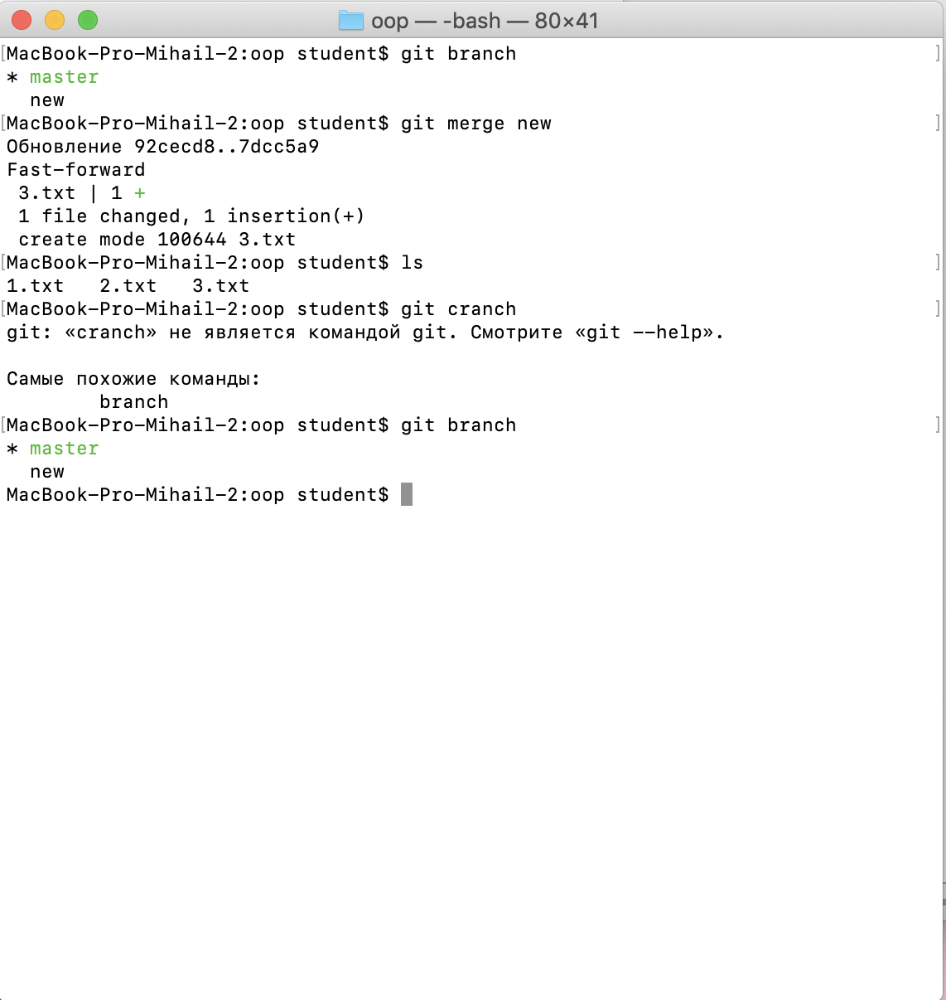 oop — -bash — 80×41
MacBook-Pro-Mihail-2:oop student$ git branch
* master
  new
MacBook-Pro-Mihail-2:oop student$ git merge new
Обновление 92cecd8..7dcc5a9
Fast-forward
 3.txt | 1 +
 1 file changed, 1 insertion(+)
 create mode 100644 3.txt
MacBook-Pro-Mihail-2:oop student$ ls
1.txt   2.txt   3.txt
MacBook-Pro-Mihail-2:oop student$ git cranch
git: «cranch» не является командой git. Смотрите «git --help».
Самые похожие команды:
        branch
MacBook-Pro-Mihail-2:oop student$ git branch
* master
  new
MacBook-Pro-Mihail-2:oop student$